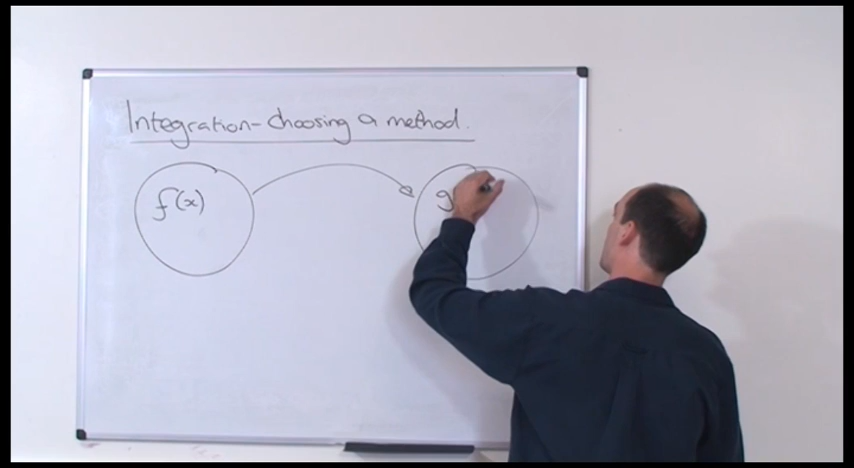 Integration - choosing a method.
f(x)
g